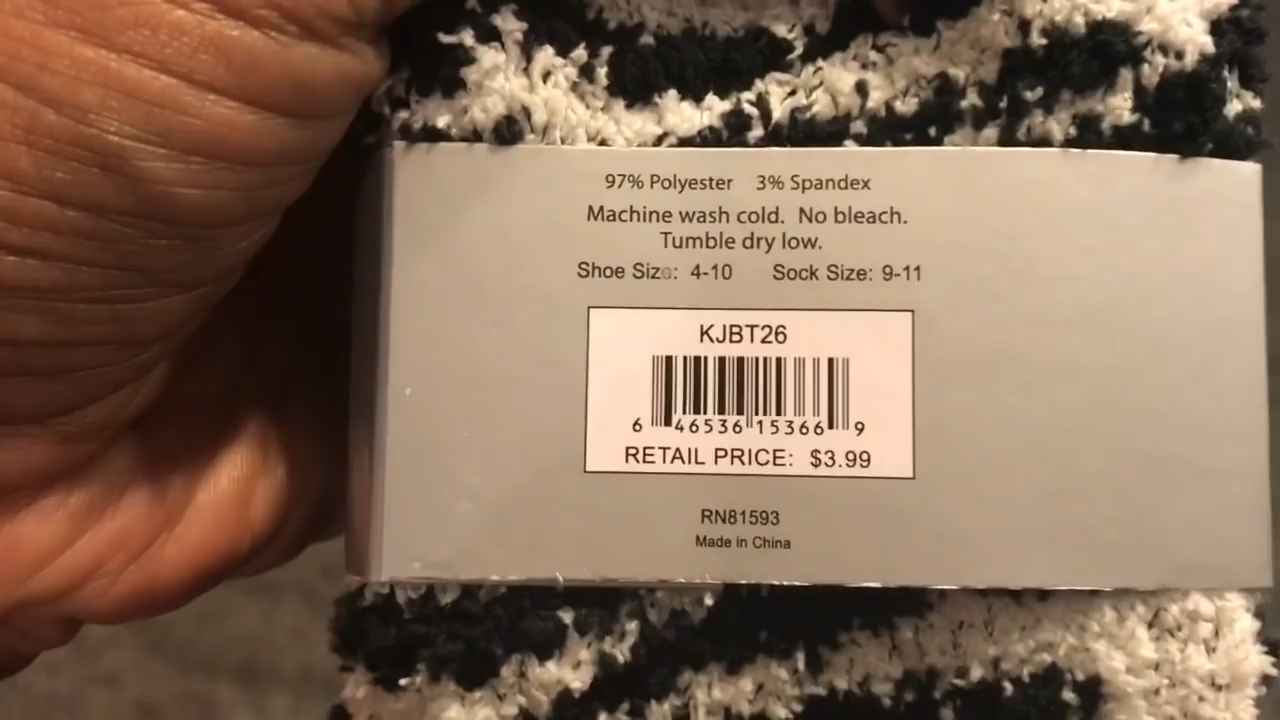 97% Polyester 3% Spandex
Machine wash cold. No bleach.
Tumble dry low.
Shoe Size: 4-10 Sock Size: 9-11
KJBT26
6 46536 15366 9
RETAIL PRICE: $3.99
RN81593
Made in China